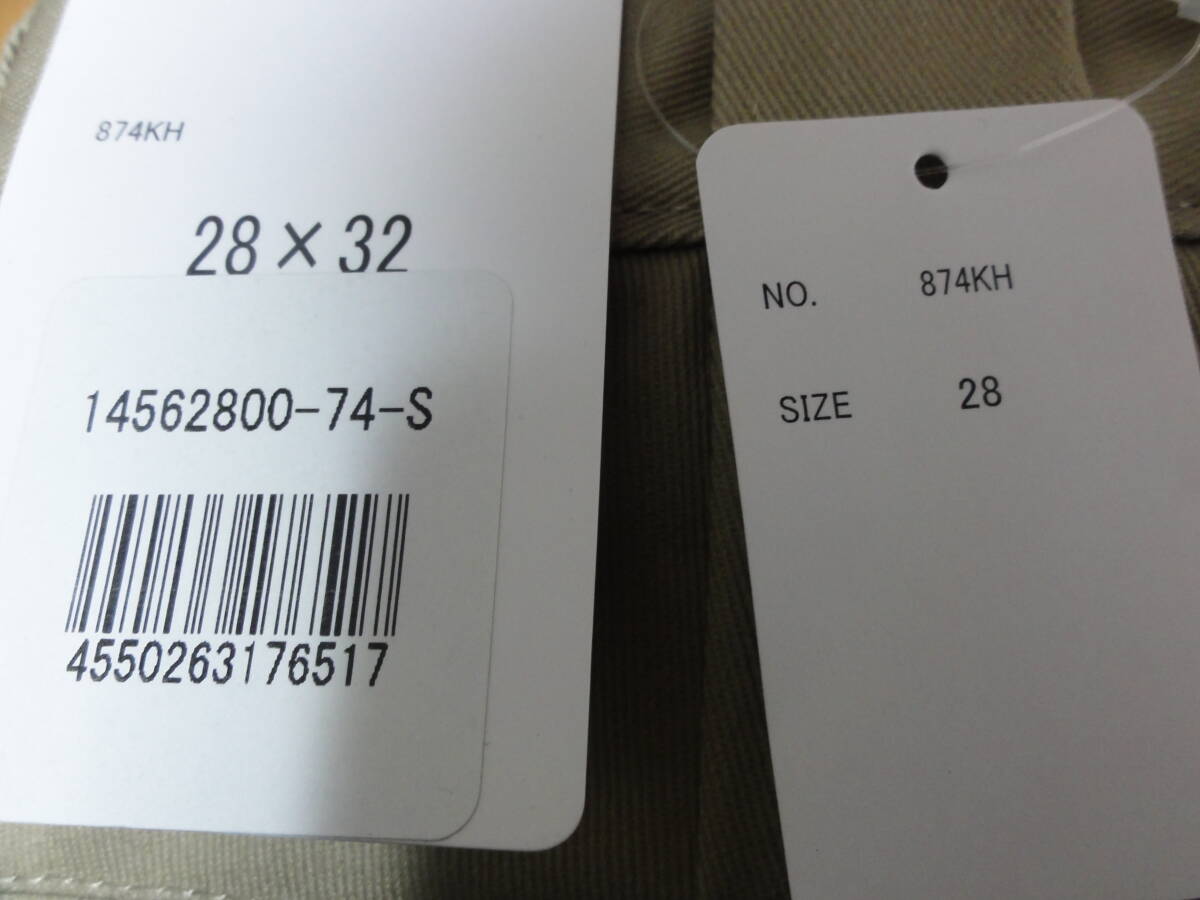 874KH
28×32
14562800-74-S
4550263176517
NO. 874KH
SIZE 28